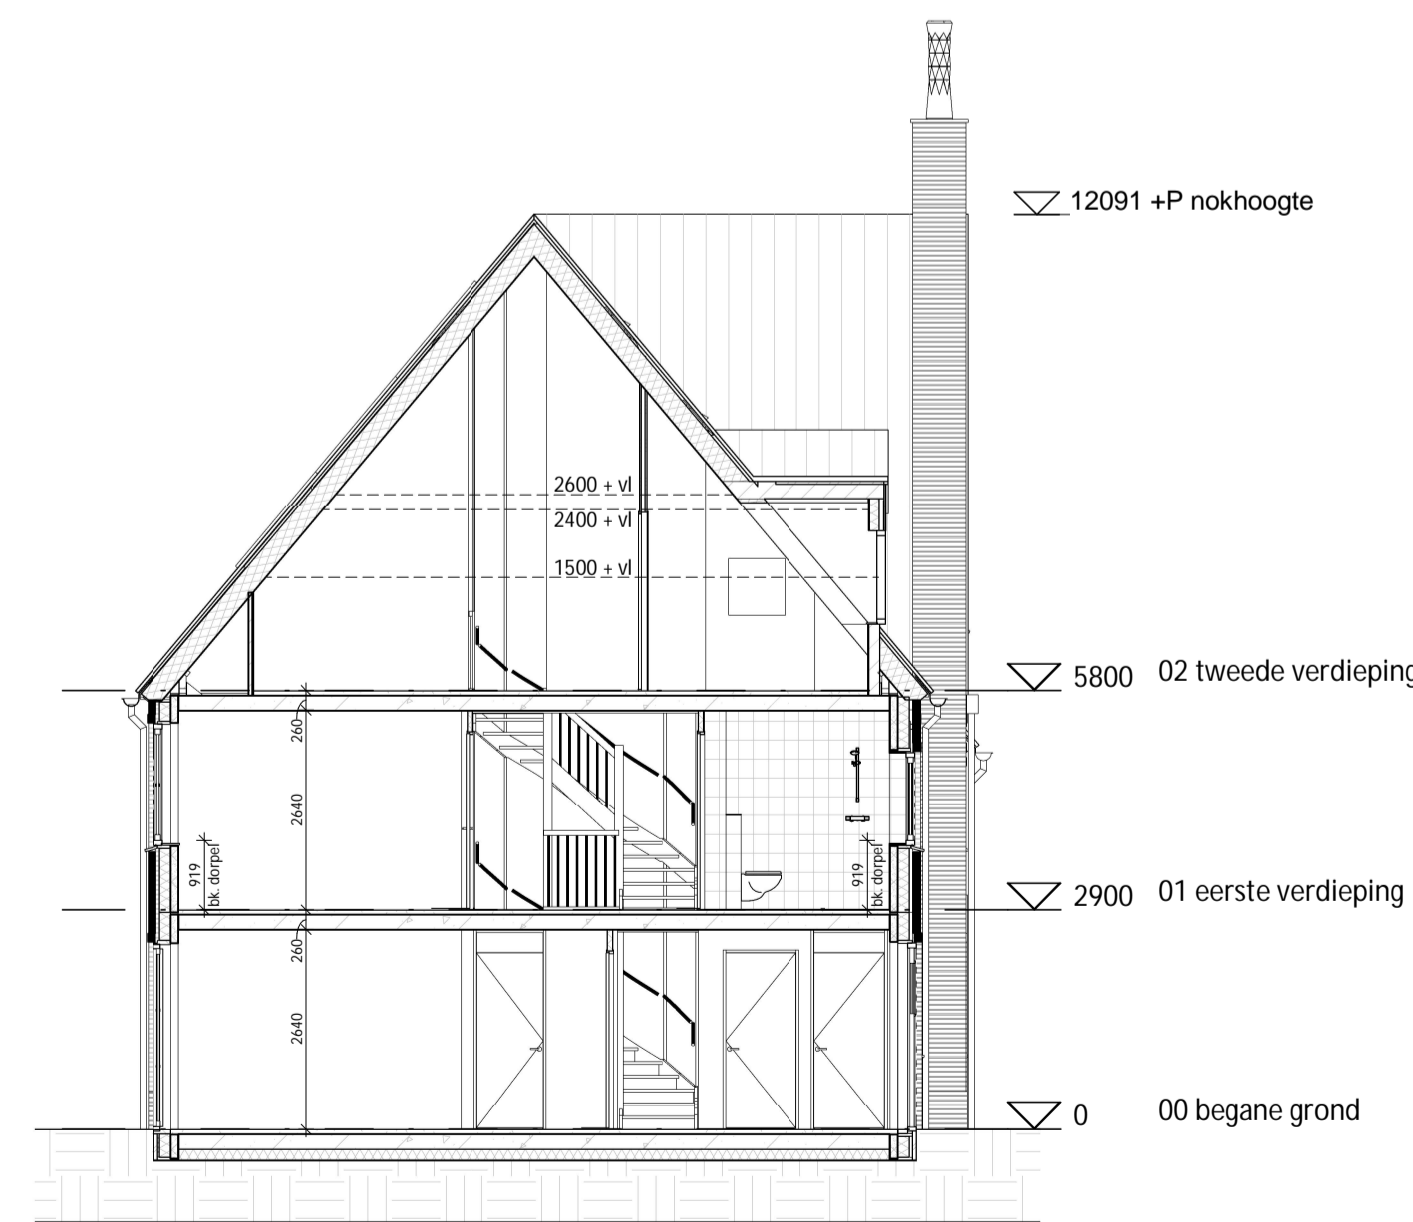 12091 +P nokhoogte
2600 + vl
2400 + vl
1500 + vl
5800 02 tweede verdieping
260
2640
919
bk. dorpel
919
bk. dorpel
2900 01 eerste verdieping
260
2640
0 00 begane grond